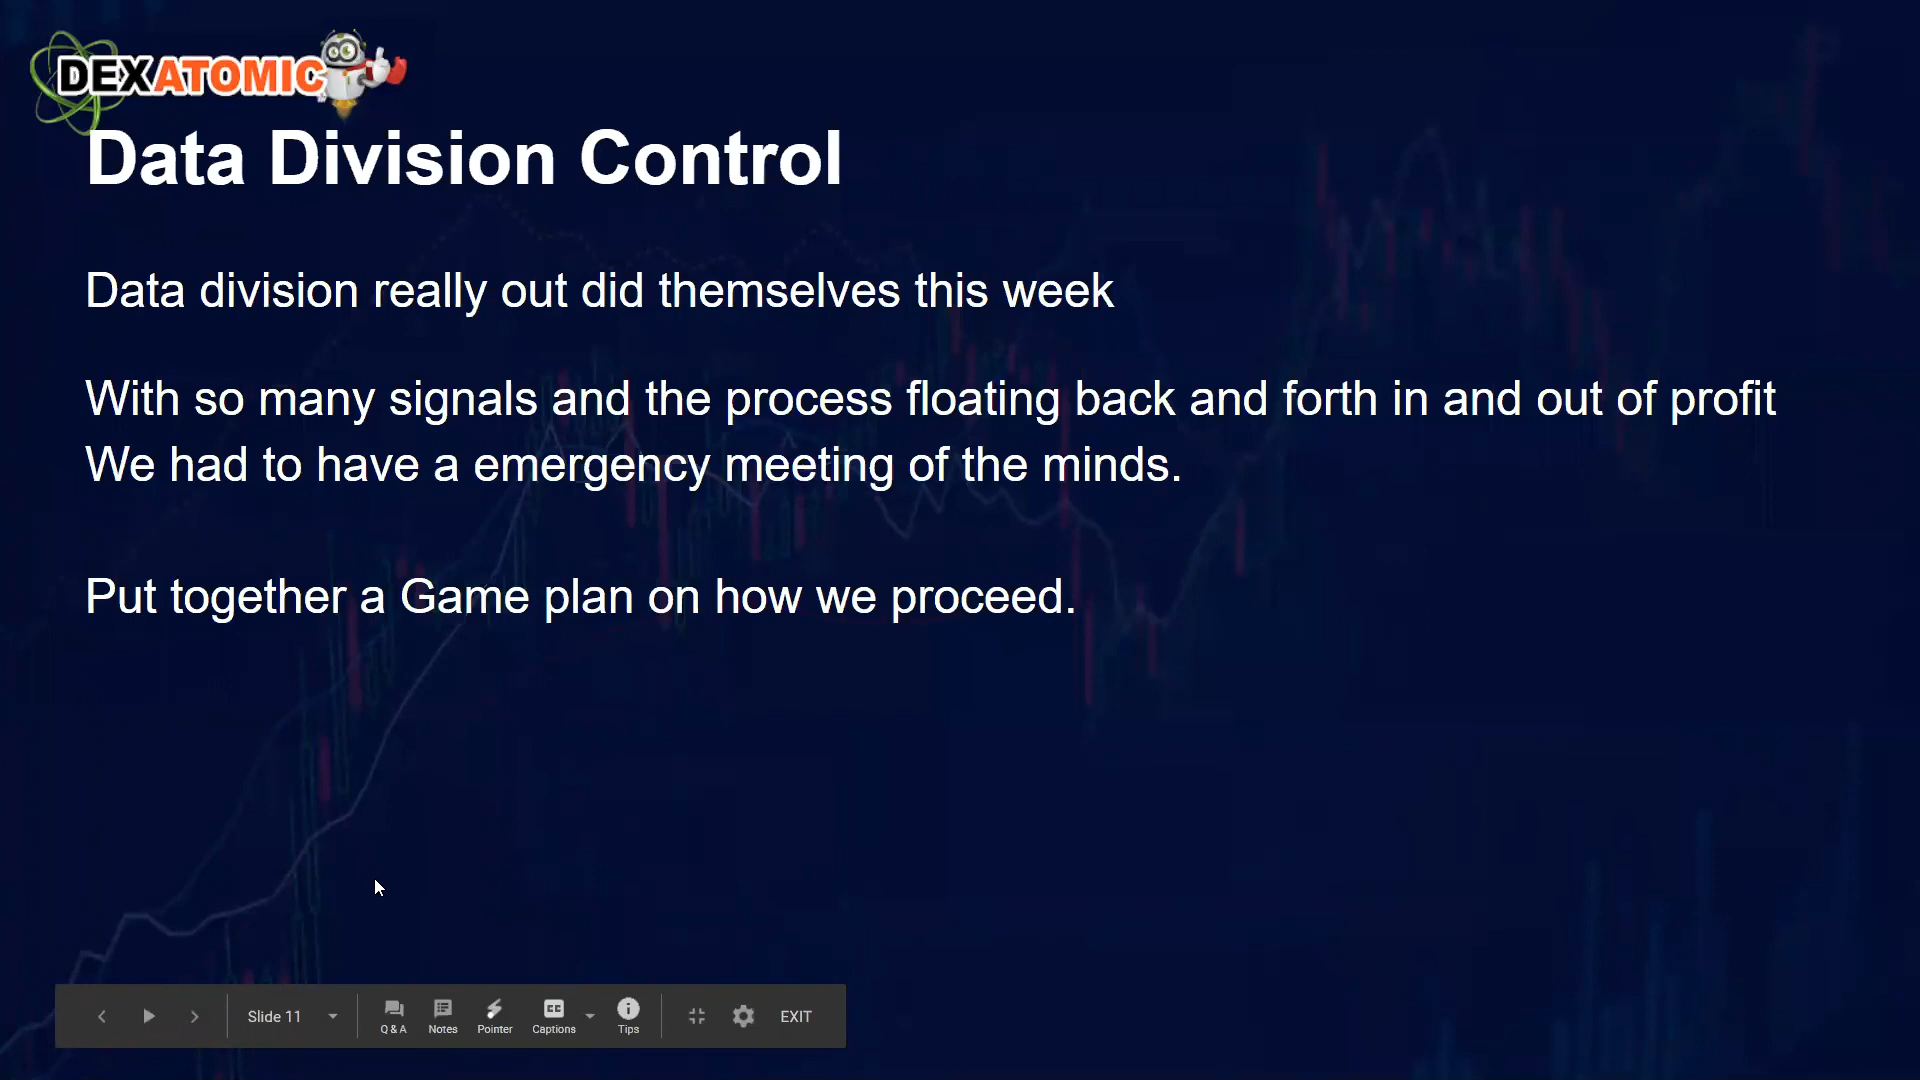 DEXATOMIC
Data Division Control
Data division really out did themselves this week
With so many signals and the process floating back and forth in and out of profit
We had to have a emergency meeting of the minds.
Put together a Game plan on how we proceed.
Slide 11
Q & A
Notes
Pointer
Captions
Tips
EXIT